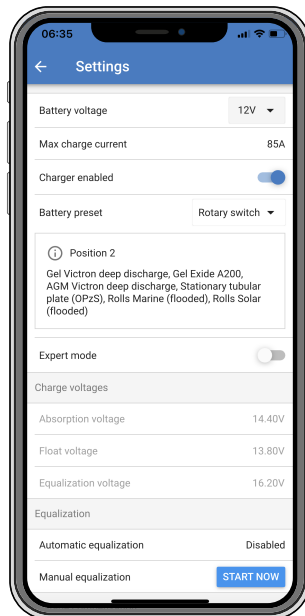 06:35
Settings
Battery voltage 12V
Max charge current 85A
Charger enabled
Battery preset Rotary switch
Position 2
Gel Victron deep discharge, Gel Exide A200,
AGM Victron deep discharge, Stationary tubular
plate (OPzS), Rolls Marine (flooded), Rolls Solar
(flooded)
Expert mode
Charge voltages
Absorption voltage 14.40V
Float voltage 13.80V
Equalization voltage 16.20V
Equalization
Automatic equalization Disabled
Manual equalization START NOW